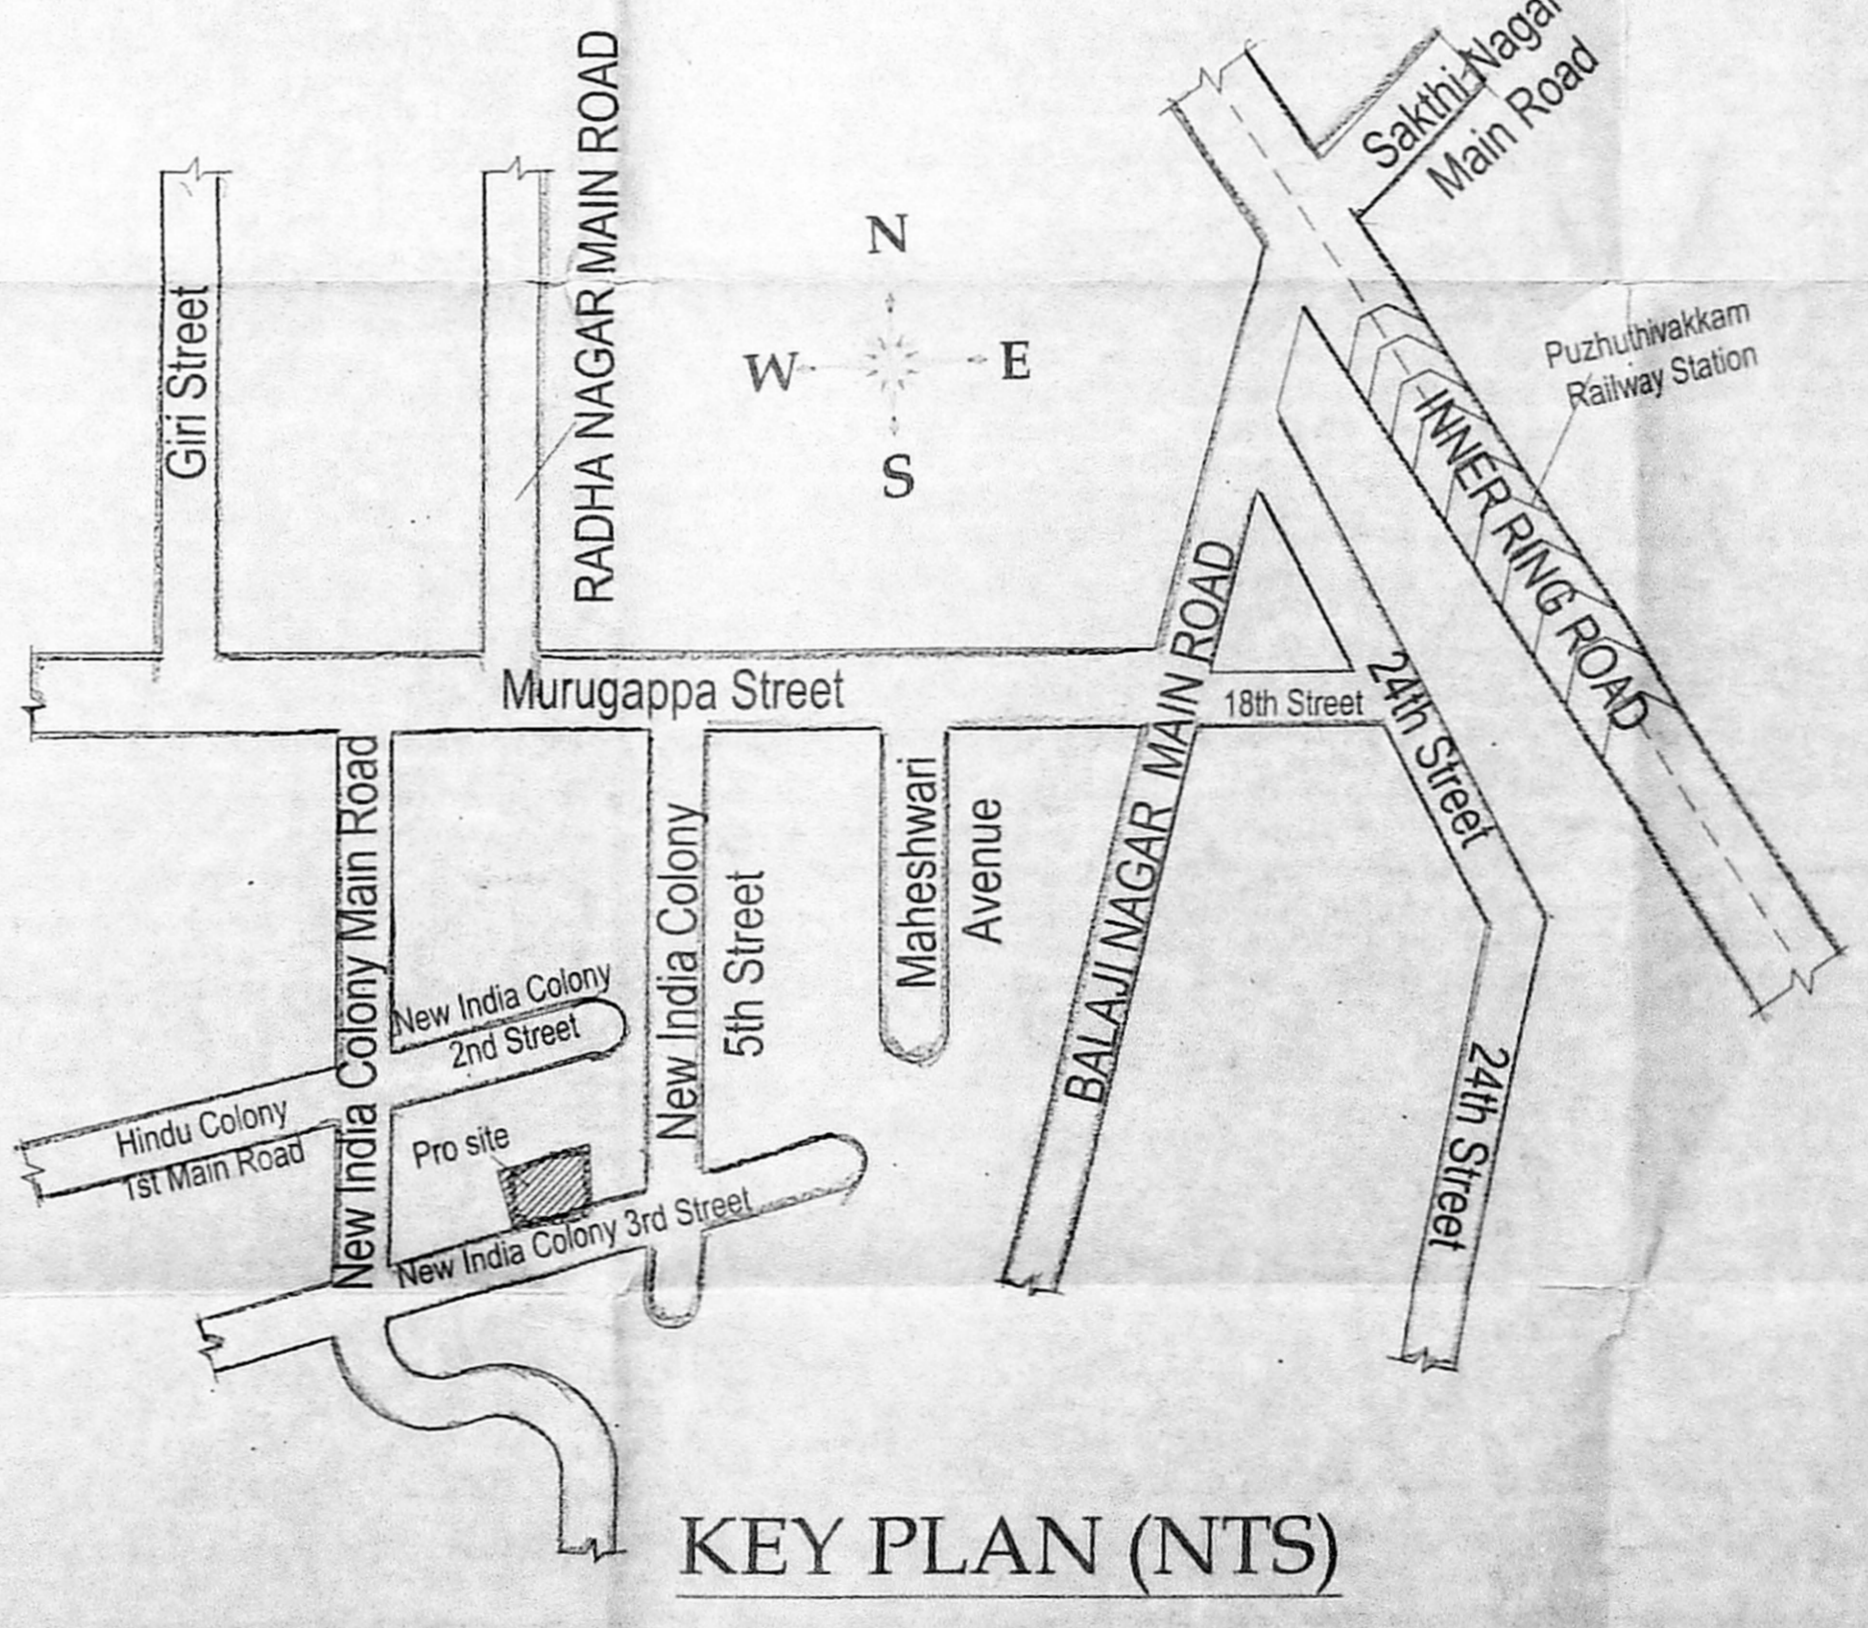 Sakthi Nagar
Main Road
RADHA NAGAR MAIN ROAD
Giri Street
N
W
E
S
Puzhuthivakkam
Railway Station
INNER RING ROAD
Murugappa Street
18th Street
24th Street
BALAJI NAGAR MAIN ROAD
New India Colony Main Road
New India Colony
5th Street
Maheshwari
Avenue
New India Colony
2nd Street
Hindu Colony
1st Main Road
Pro site
New India Colony 3rd Street
24th Street
KEY PLAN (NTS)